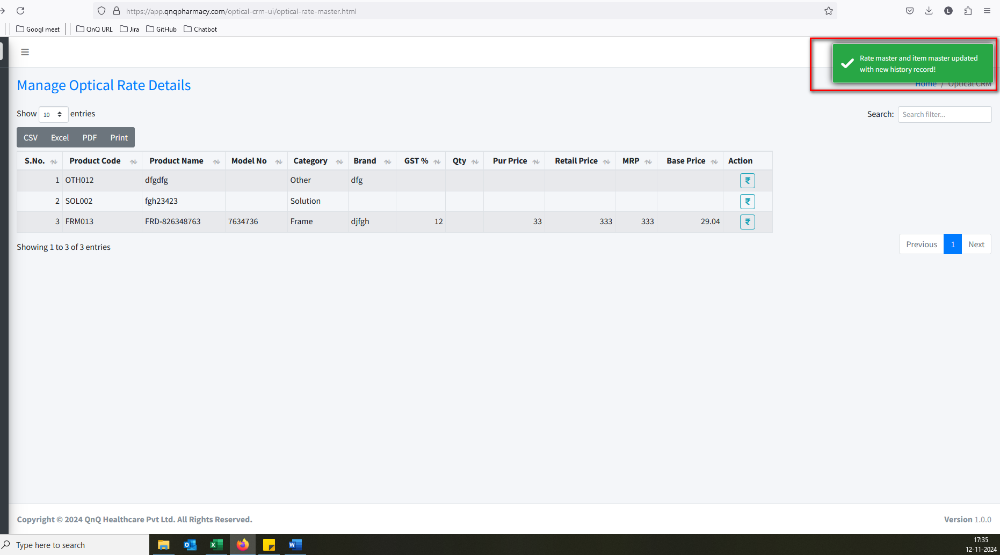 https://app.qnqpharmacy.com/optical-crm-ui/optical-rate-master.html
L
Googl meet QnQ URL Jira GitHub Chatbot
Rate master and item master updated
with new history record!
Manage Optical Rate Details
Home / Optical CRM
Show 10 entries
Search: Search filter...
CSV Excel PDF Print
S.No. Product Code Product Name Model No Category Brand GST % Qty Pur Price Retail Price MRP Base Price Action
1 OTH012 dfgdfg Other dfg ₹
2 SOL002 fgh23423 Solution ₹
3 FRM013 FRD-826348763 7634736 Frame djfgh 12 33 333 333 29.04 ₹
Showing 1 to 3 of 3 entries
Previous 1 Next
Copyright © 2024 QnQ Healthcare Pvt Ltd. All Rights Reserved.
Version 1.0.0
Type here to search
17:35
12-11-2024